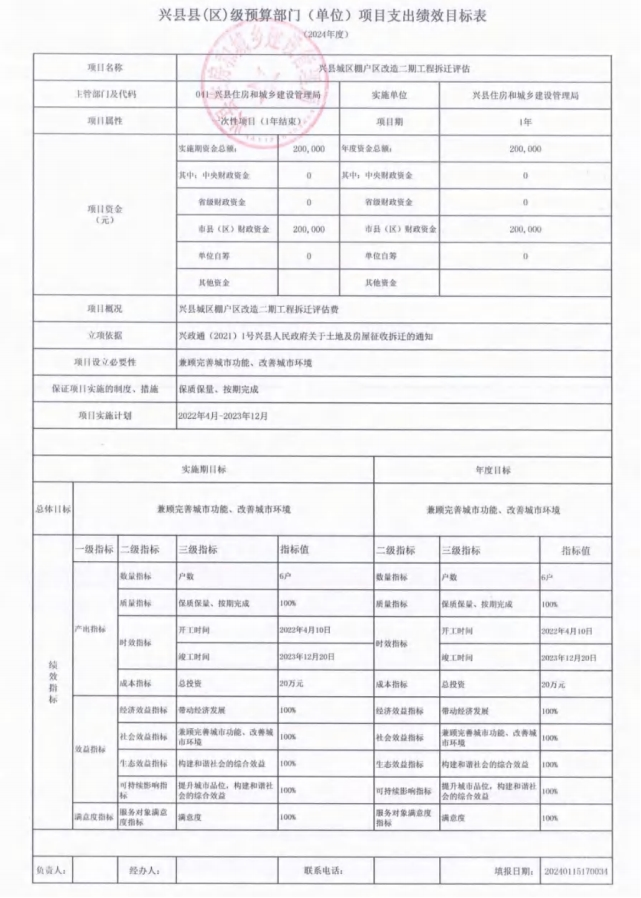 兴县县(区)级预算部门（单位）项目支出绩效目标表
（2024年度）
项目名称 兴县城区棚户区改造二期工程拆迁评估
主管部门及代码 041-兴县住房和城乡建设管理局 实施单位 兴县住房和城乡建设管理局
项目属性 一次性项目（1年结束） 项目期 1年
项目资金
（元）
实施期资金总额： 200,000 年度资金总额： 200,000
其中：中央财政资金 0 其中：中央财政资金 0
省级财政资金 0 省级财政资金 0
市县（区）财政资金 200,000 市县（区）财政资金 200,000
单位自筹 0 单位自筹 0
其他资金 其他资金
项目概况 兴县城区棚户区改造二期工程拆迁评估费
立项依据 兴政通（2021）1号兴县人民政府关于土地及房屋征收拆迁的通知
项目设立必要性 兼顾完善城市功能、改善城市环境
保证项目实施的制度、措施 保质保量、按期完成
项目实施计划 2022年4月-2023年12月
实施期目标 年度目标
总体目标 兼顾完善城市功能、改善城市环境 兼顾完善城市功能、改善城市环境
绩效指标
一级指标 二级指标 三级指标 指标值 二级指标 三级指标 指标值
产出指标
数量指标 户数 6户 数量指标 户数 6户
质量指标 保质保量、按期完成 100% 质量指标 保质保量、按期完成 100%
时效指标 开工时间 2022年4月10日 时效指标 开工时间 2022年4月10日
竣工时间 2023年12月20日 竣工时间 2023年12月20日
成本指标 总投资 20万元 成本指标 总投资 20万元
效益指标
经济效益指标 带动经济发展 100% 经济效益指标 带动经济发展 100%
社会效益指标 兼顾完善城市功能、改善城市环境 100% 社会效益指标 兼顾完善城市功能、改善城市环境 100%
生态效益指标 构建和谐社会的综合效益 100% 生态效益指标 构建和谐社会的综合效益 100%
可持续影响指标 提升城市品位，构建和谐社会的综合效益 100% 可持续影响指标 提升城市品位，构建和谐社会的综合效益 100%
满意度指标 服务对象满意度指标 满意度 100% 服务对象满意度指标 满意度 100%
负责人： 经办人： 联系电话： 填报日期： 20240115170034